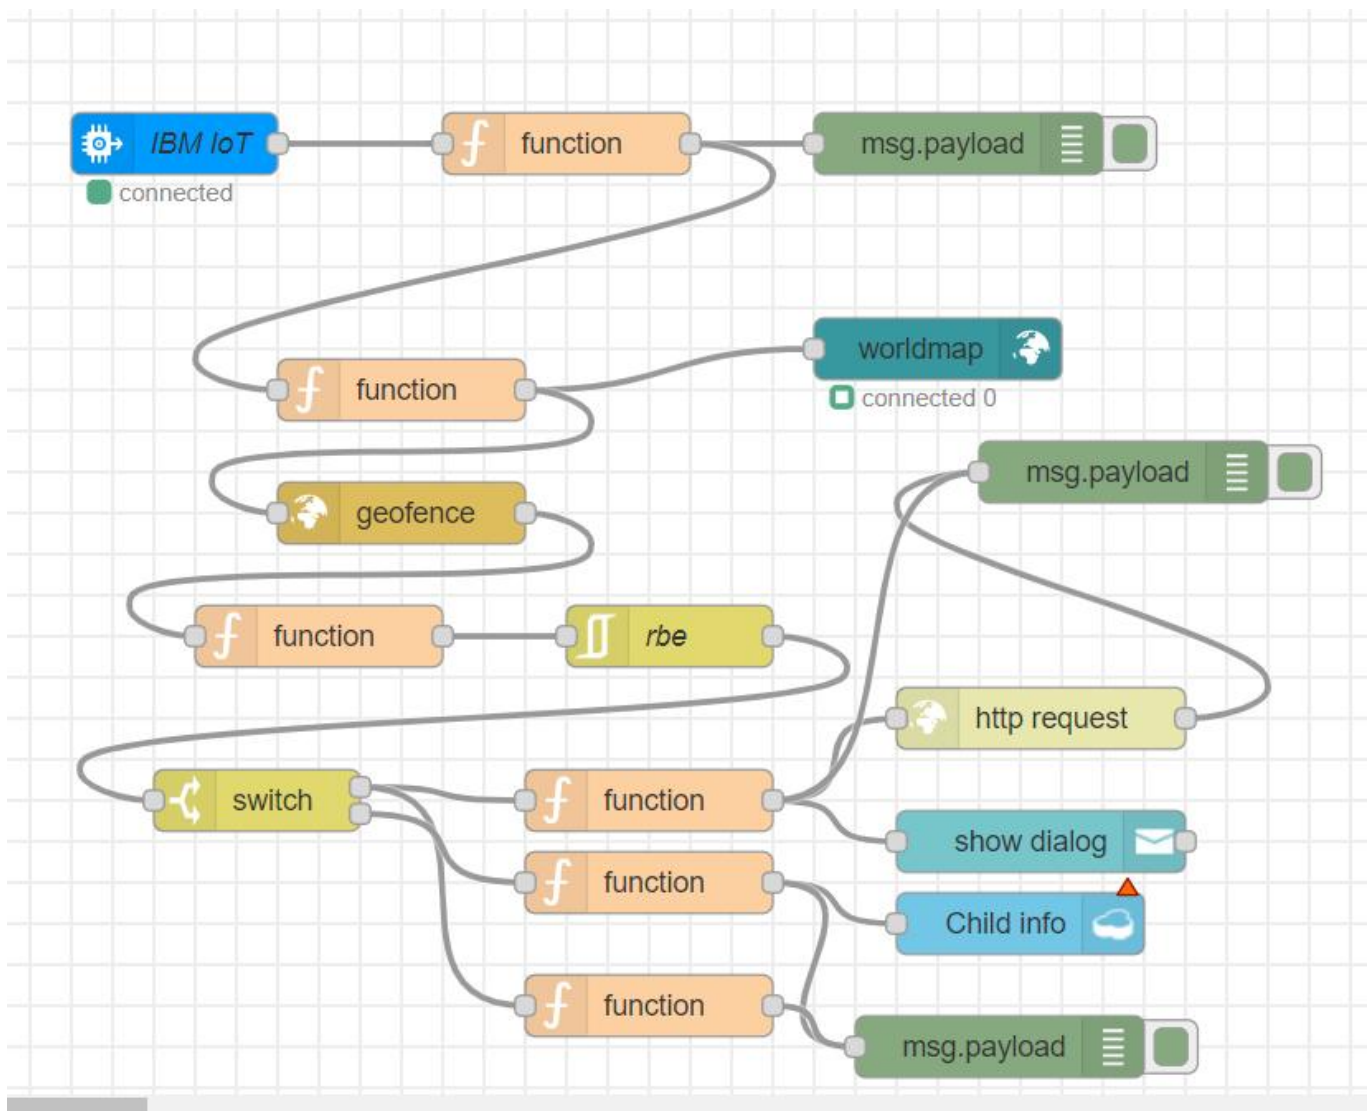 IBM IoT
function
msg.payload
connected
function
worldmap
connected 0
msg.payload
geofence
function
rbe
http request
switch
function
show dialog
function
Child info
function
msg.payload